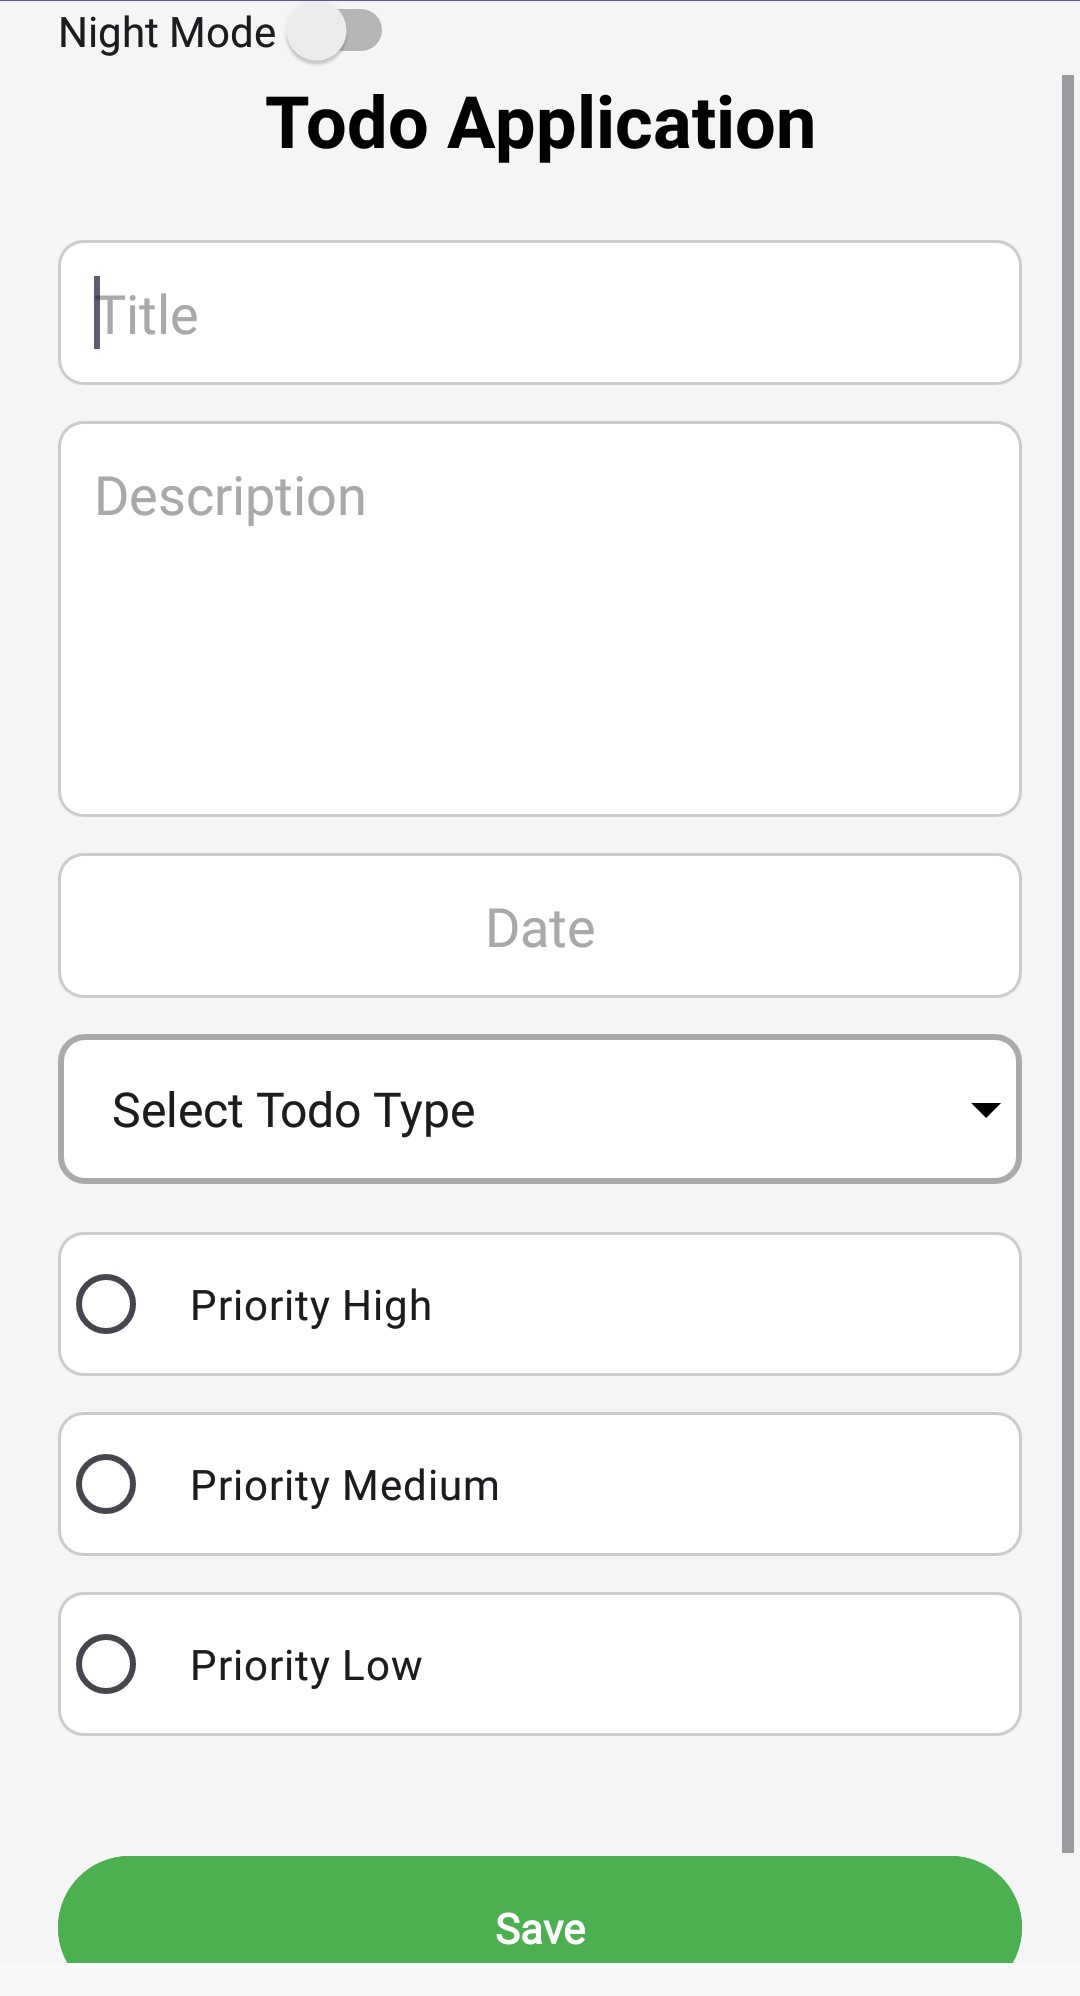 Night Mode
Todo Application
Title
Description
Date
Select Todo Type
Priority High
Priority Medium
Priority Low
Save